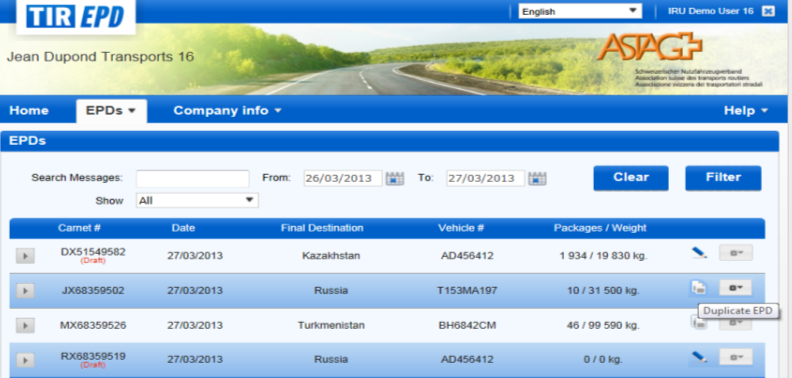 TIR EPD
English
IRU Demo User 16
Jean Dupond Transports 16
ASTAG
Schweizerischer Nutzfahrzeugverband
Association suisse des transports routiers
Associazione svizzera dei trasportatori stradali
Home EPDs Company info Help
EPDs
Search Messages: From: 26/03/2013 To: 27/03/2013 Clear Filter
Show All
Carnet # Date Final Destination Vehicle # Packages / Weight
DX51549582 27/03/2013 Kazakhstan AD456412 1 934 / 19 830 kg.
(Draft)
JX68359502 27/03/2013 Russia T153MA197 10 / 31 500 kg.
Duplicate EPD
MX68359526 27/03/2013 Turkmenistan BH6842CM 46 / 99 590 kg.
RX68359519 27/03/2013 Russia AD456412 0 / 0 kg.
(Draft)